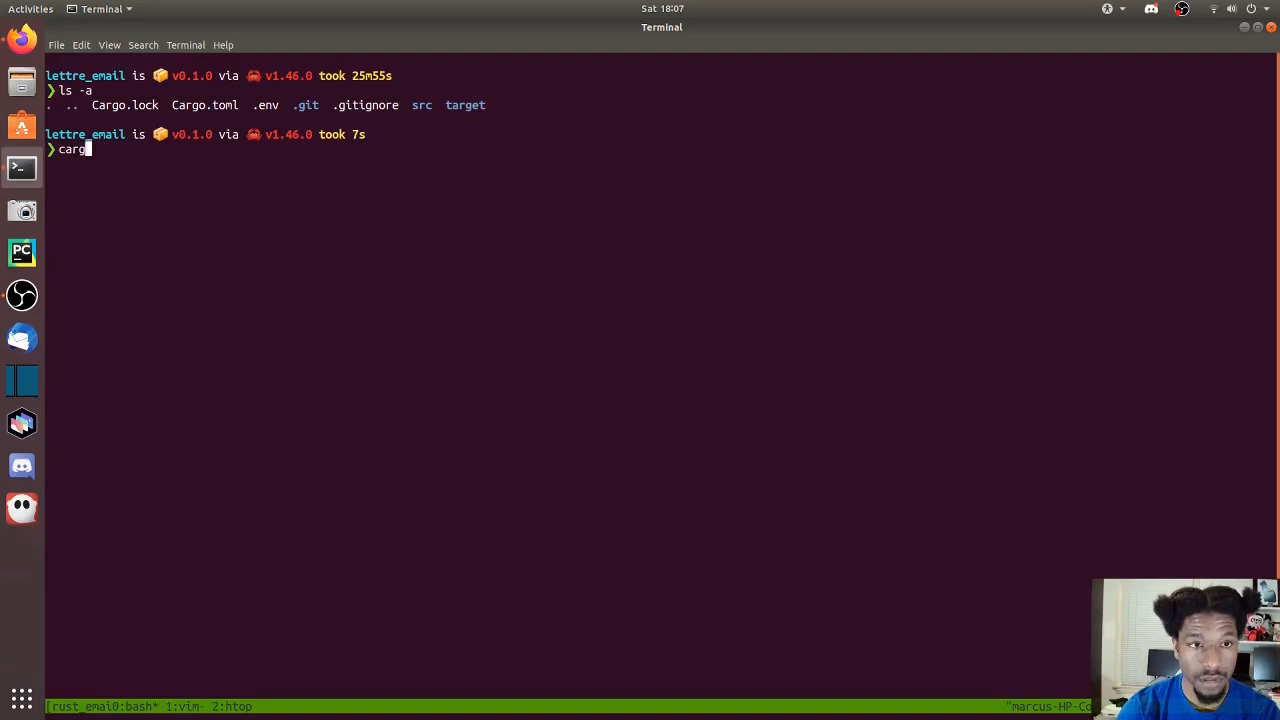 Activities Terminal Sat 18:07
Terminal
File Edit View Search Terminal Help
lettre_email is v0.1.0 via v1.46.0 took 25m55s
❯ ls -a
. .. Cargo.lock Cargo.toml .env .git .gitignore src target
lettre_email is v0.1.0 via v1.46.0 took 7s
❯ carg
PC
[rust_emai0:bash* 1:vim- 2:htop "marcus-HP-Co